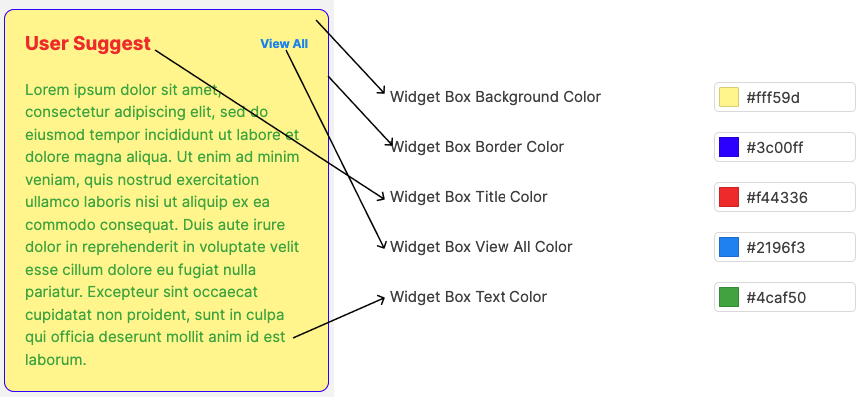 User Suggest
View All
Lorem ipsum dolor sit amet,
consectetur adipiscing elit, sed do
eiusmod tempor incididunt ut labore et
dolore magna aliqua. Ut enim ad minim
veniam, quis nostrud exercitation
ullamco laboris nisi ut aliquip ex ea
commodo consequat. Duis aute irure
dolor in reprehenderit in voluptate velit
esse cillum dolore eu fugiat nulla
pariatur. Excepteur sint occaecat
cupidatat non proident, sunt in culpa
qui officia deserunt mollit anim id est
laborum.
Widget Box Background Color
#fff59d
Widget Box Border Color
#3c00ff
Widget Box Title Color
#f44336
Widget Box View All Color
#2196f3
Widget Box Text Color
#4caf50